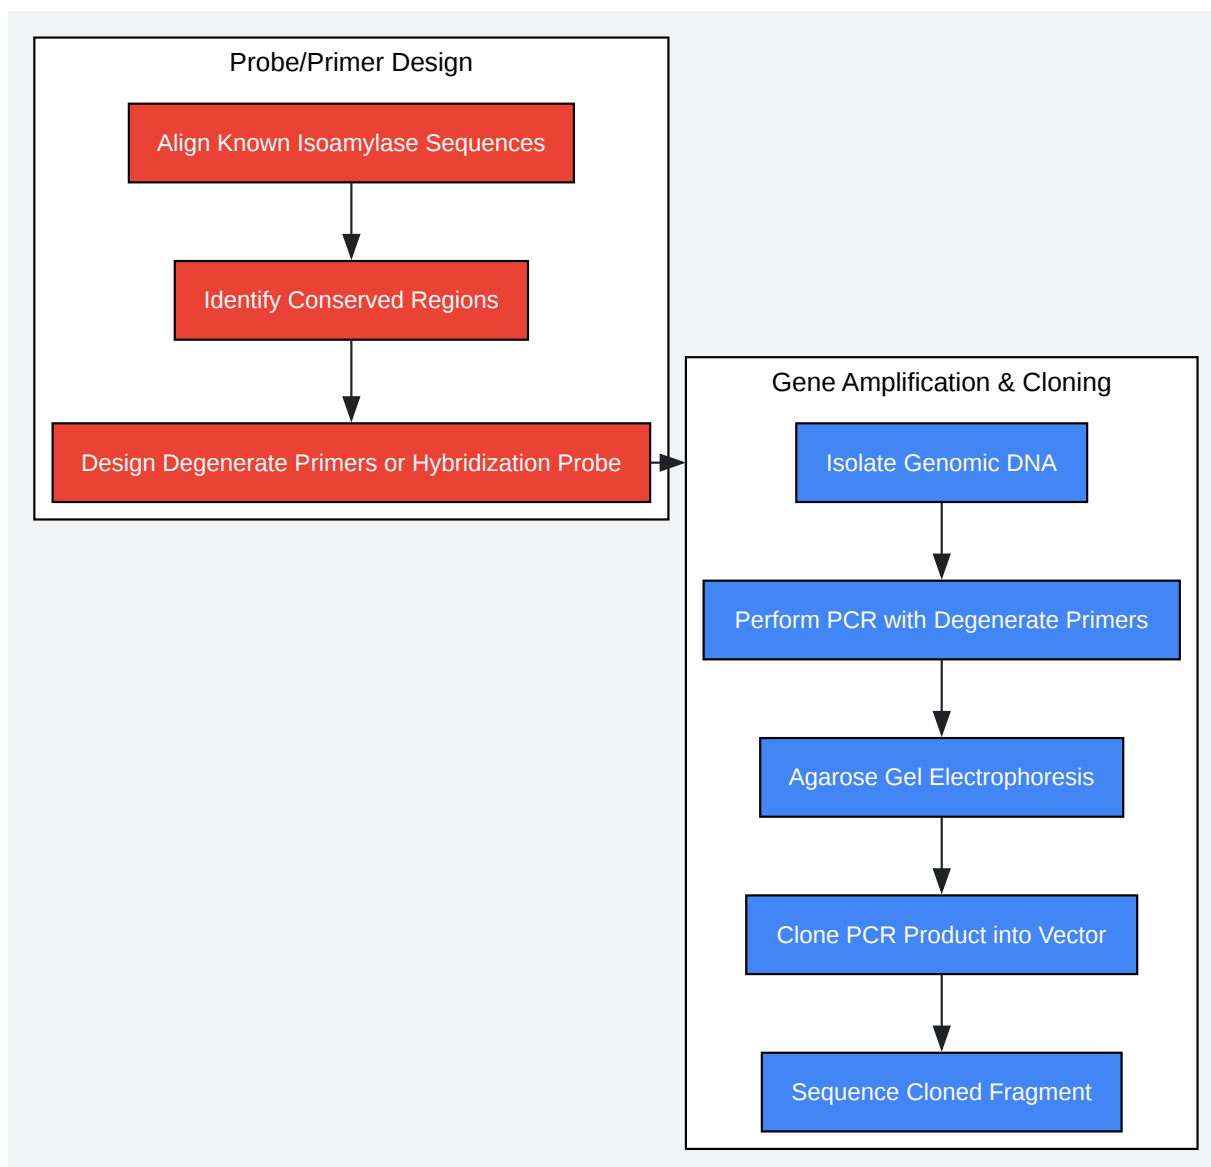 Probe/Primer Design
Align Known Isoamylase Sequences
Identify Conserved Regions
Design Degenerate Primers or Hybridization Probe
Gene Amplification & Cloning
Isolate Genomic DNA
Perform PCR with Degenerate Primers
Agarose Gel Electrophoresis
Clone PCR Product into Vector
Sequence Cloned Fragment